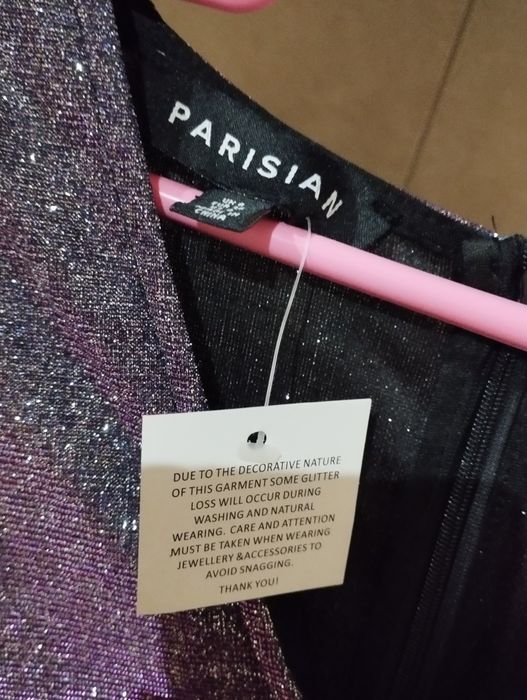 PARISIAN
CHINA
DUE TO THE DECORATIVE NATURE
OF THIS GARMENT SOME GLITTER
LOSS WILL OCCUR DURING
WASHING AND NATURAL
WEARING. CARE AND ATTENTION
MUST BE TAKEN WHEN WEARING
JEWELLERY &ACCESSORIES TO
AVOID SNAGGING.
THANK YOU!